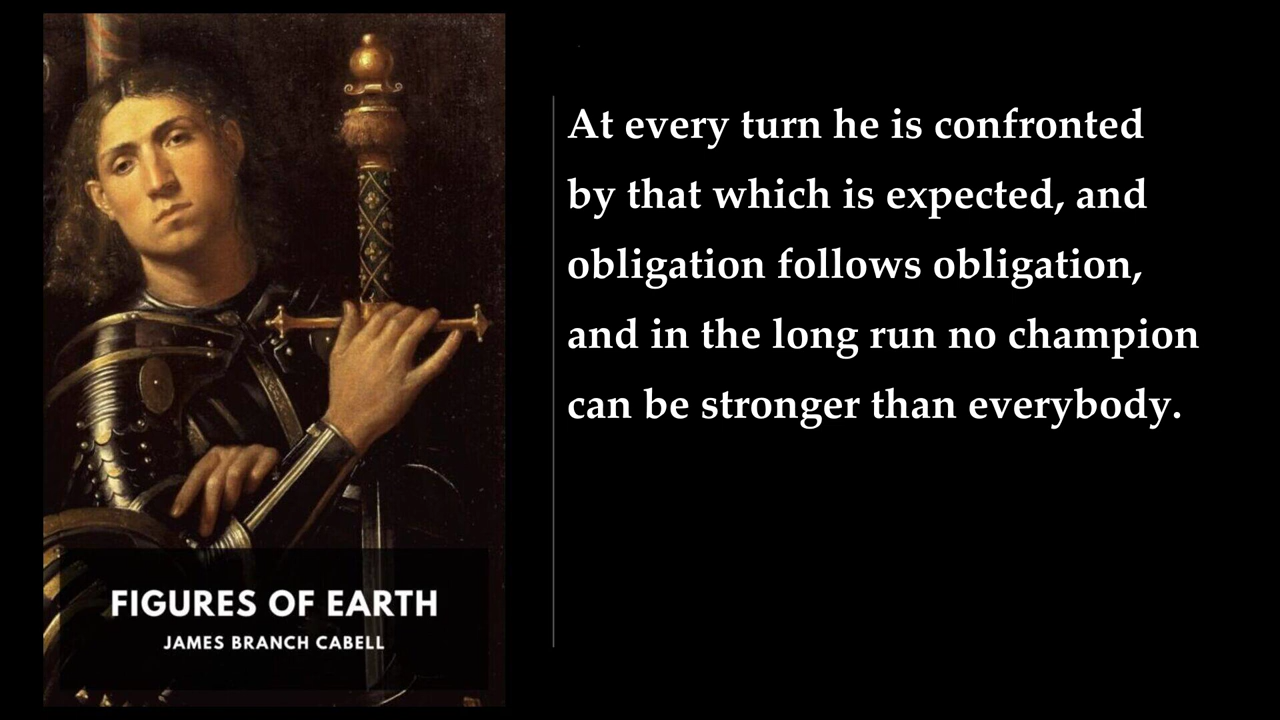 FIGURES OF EARTH
JAMES BRANCH CABELL
At every turn he is confronted
by that which is expected, and
obligation follows obligation,
and in the long run no champion
can be stronger than everybody.